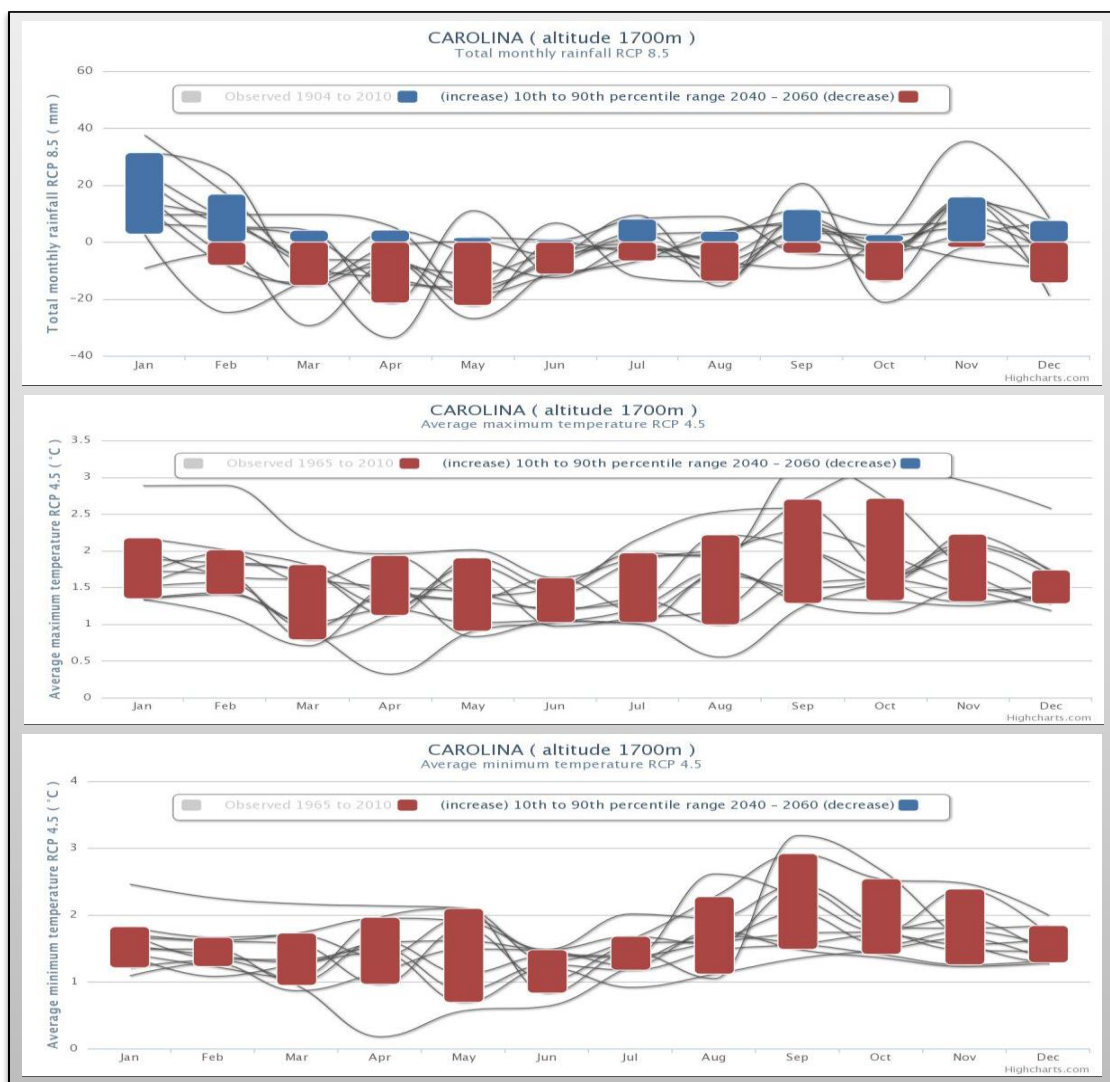 CAROLINA ( altitude 1700m )
Total monthly rainfall RCP 8.5
Observed 1904 to 2010 (increase) 10th to 90th percentile range 2040 – 2060 (decrease)
Total monthly rainfall RCP 8.5 ( mm )
60
40
20
0
-20
-40
Jan Feb Mar Apr May Jun Jul Aug Sep Oct Nov Dec
Highcharts.com
CAROLINA ( altitude 1700m )
Average maximum temperature RCP 4.5
Observed 1965 to 2010 (increase) 10th to 90th percentile range 2040 – 2060 (decrease)
Average maximum temperature RCP 4.5 ( °C )
3.5
3
2.5
2
1.5
1
0.5
0
Jan Feb Mar Apr May Jun Jul Aug Sep Oct Nov Dec
Highcharts.com
CAROLINA ( altitude 1700m )
Average minimum temperature RCP 4.5
Observed 1965 to 2010 (increase) 10th to 90th percentile range 2040 – 2060 (decrease)
Average minimum temperature RCP 4.5 ( °C )
4
3
2
1
0
Jan Feb Mar Apr May Jun Jul Aug Sep Oct Nov Dec
Highcharts.com